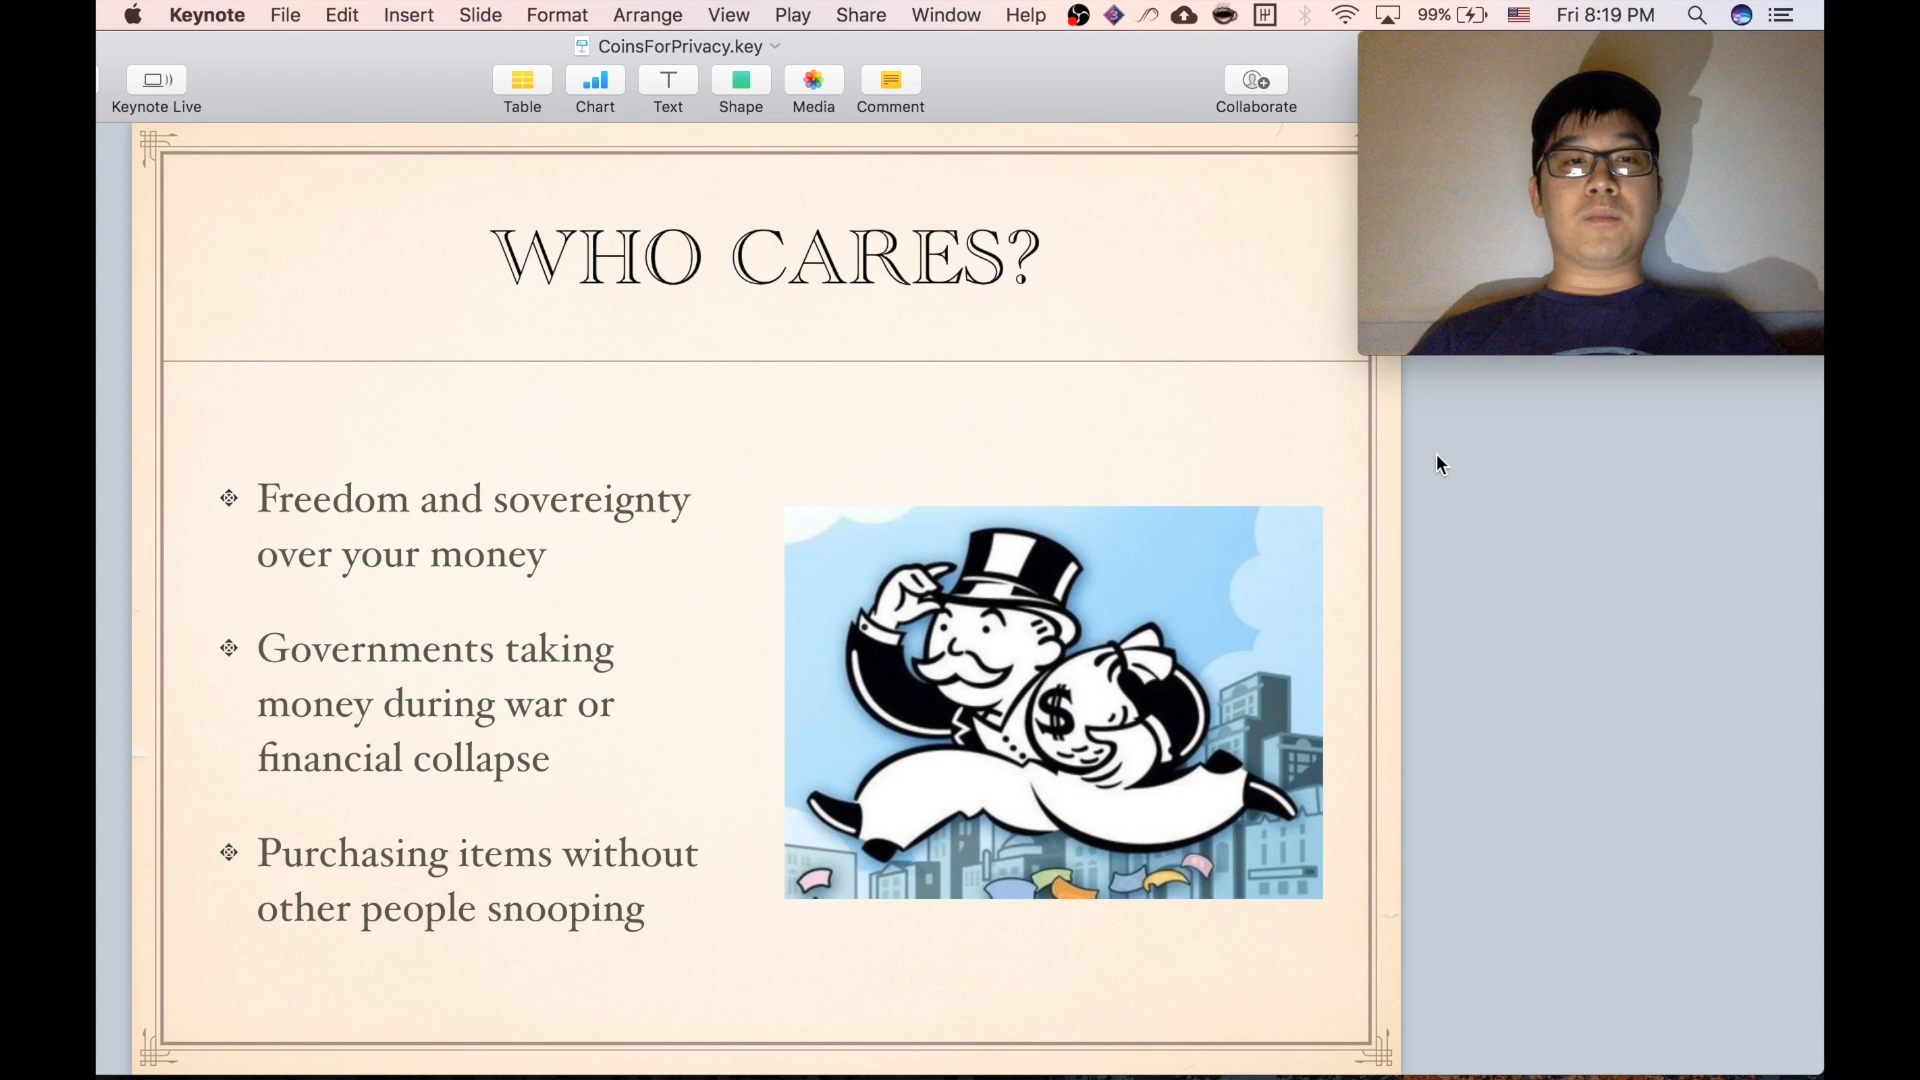 Keynote File Edit Insert Slide Format Arrange View Play Share Window Help 99% Fri 8:19 PM
CoinsForPrivacy.key
Keynote Live Table Chart Text Shape Media Comment Collaborate
WHO CARES?
Freedom and sovereignty
over your money
Governments taking
money during war or
financial collapse
Purchasing items without
other people snooping
$